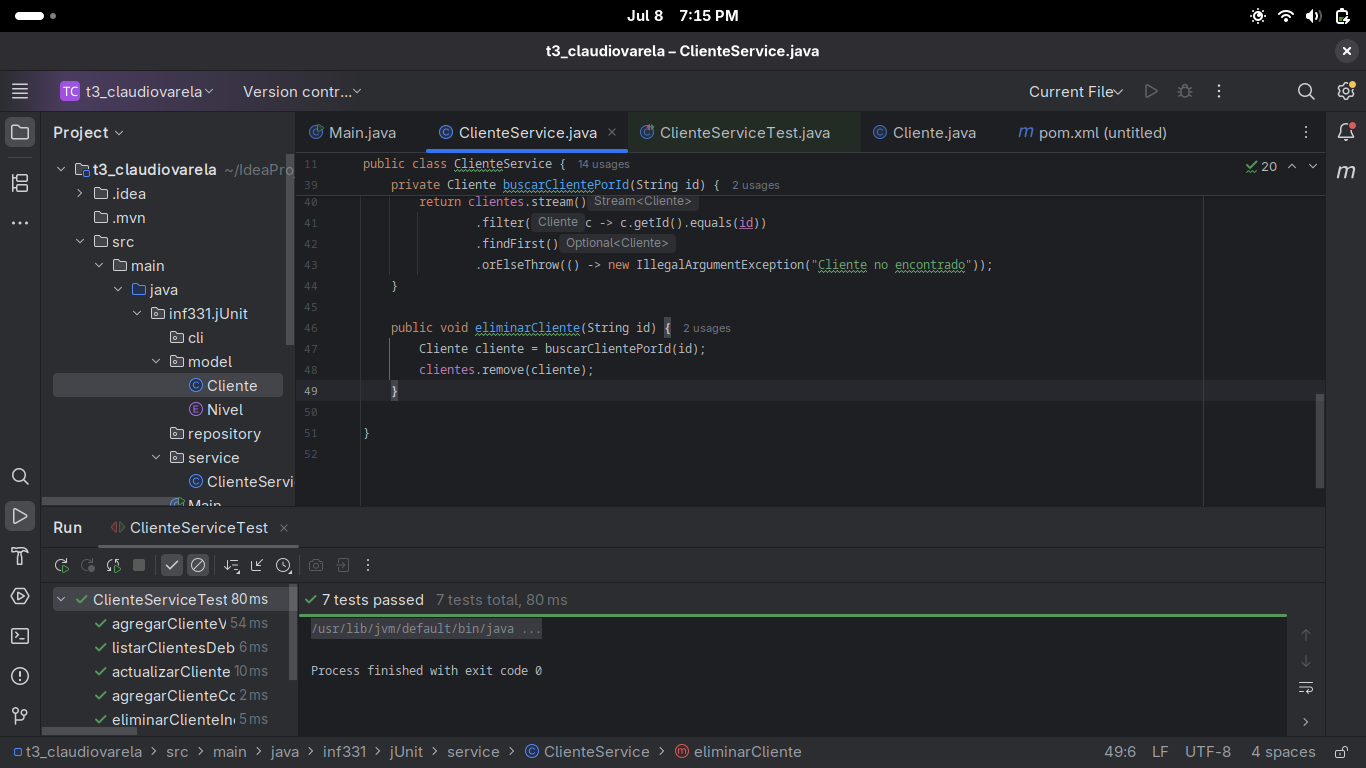 Jul 8 7:15 PM
t3_claudiovarela – ClienteService.java
TC t3_claudiovarela Version contr... Current File
Project Main.java ClienteService.java ClienteServiceTest.java Cliente.java m pom.xml (untitled)
t3_claudiovarela ~/IdeaPro
.idea
.mvn
src
main
java
inf331.jUnit
cli
model
Cliente
Nivel
repository
service
ClienteServi
Main
11 public class ClienteService { 14 usages
20
39 private Cliente buscarClientePorId(String id) { 2 usages
40 return clientes.stream() Stream<Cliente>
41 .filter( Cliente c -> c.getId().equals(id))
42 .findFirst() Optional<Cliente>
43 .orElseThrow(() -> new IllegalArgumentException("Cliente no encontrado"));
44 }
45
46 public void eliminarCliente(String id) { 2 usages
47 Cliente cliente = buscarClientePorId(id);
48 clientes.remove(cliente);
49 }
50
51 }
52
m
Run ClienteServiceTest
ClienteServiceTest 80 ms
agregarClienteV 54 ms
listarClientesDeb 6 ms
actualizarCliente 10 ms
agregarClienteCo 2 ms
eliminarClienteIn 5 ms
7 tests passed 7 tests total, 80 ms
/usr/lib/jvm/default/bin/java ...
Process finished with exit code 0
t3_claudiovarela > src > main > java > inf331 > jUnit > service > ClienteService > eliminarCliente 49:6 LF UTF-8 4 spaces